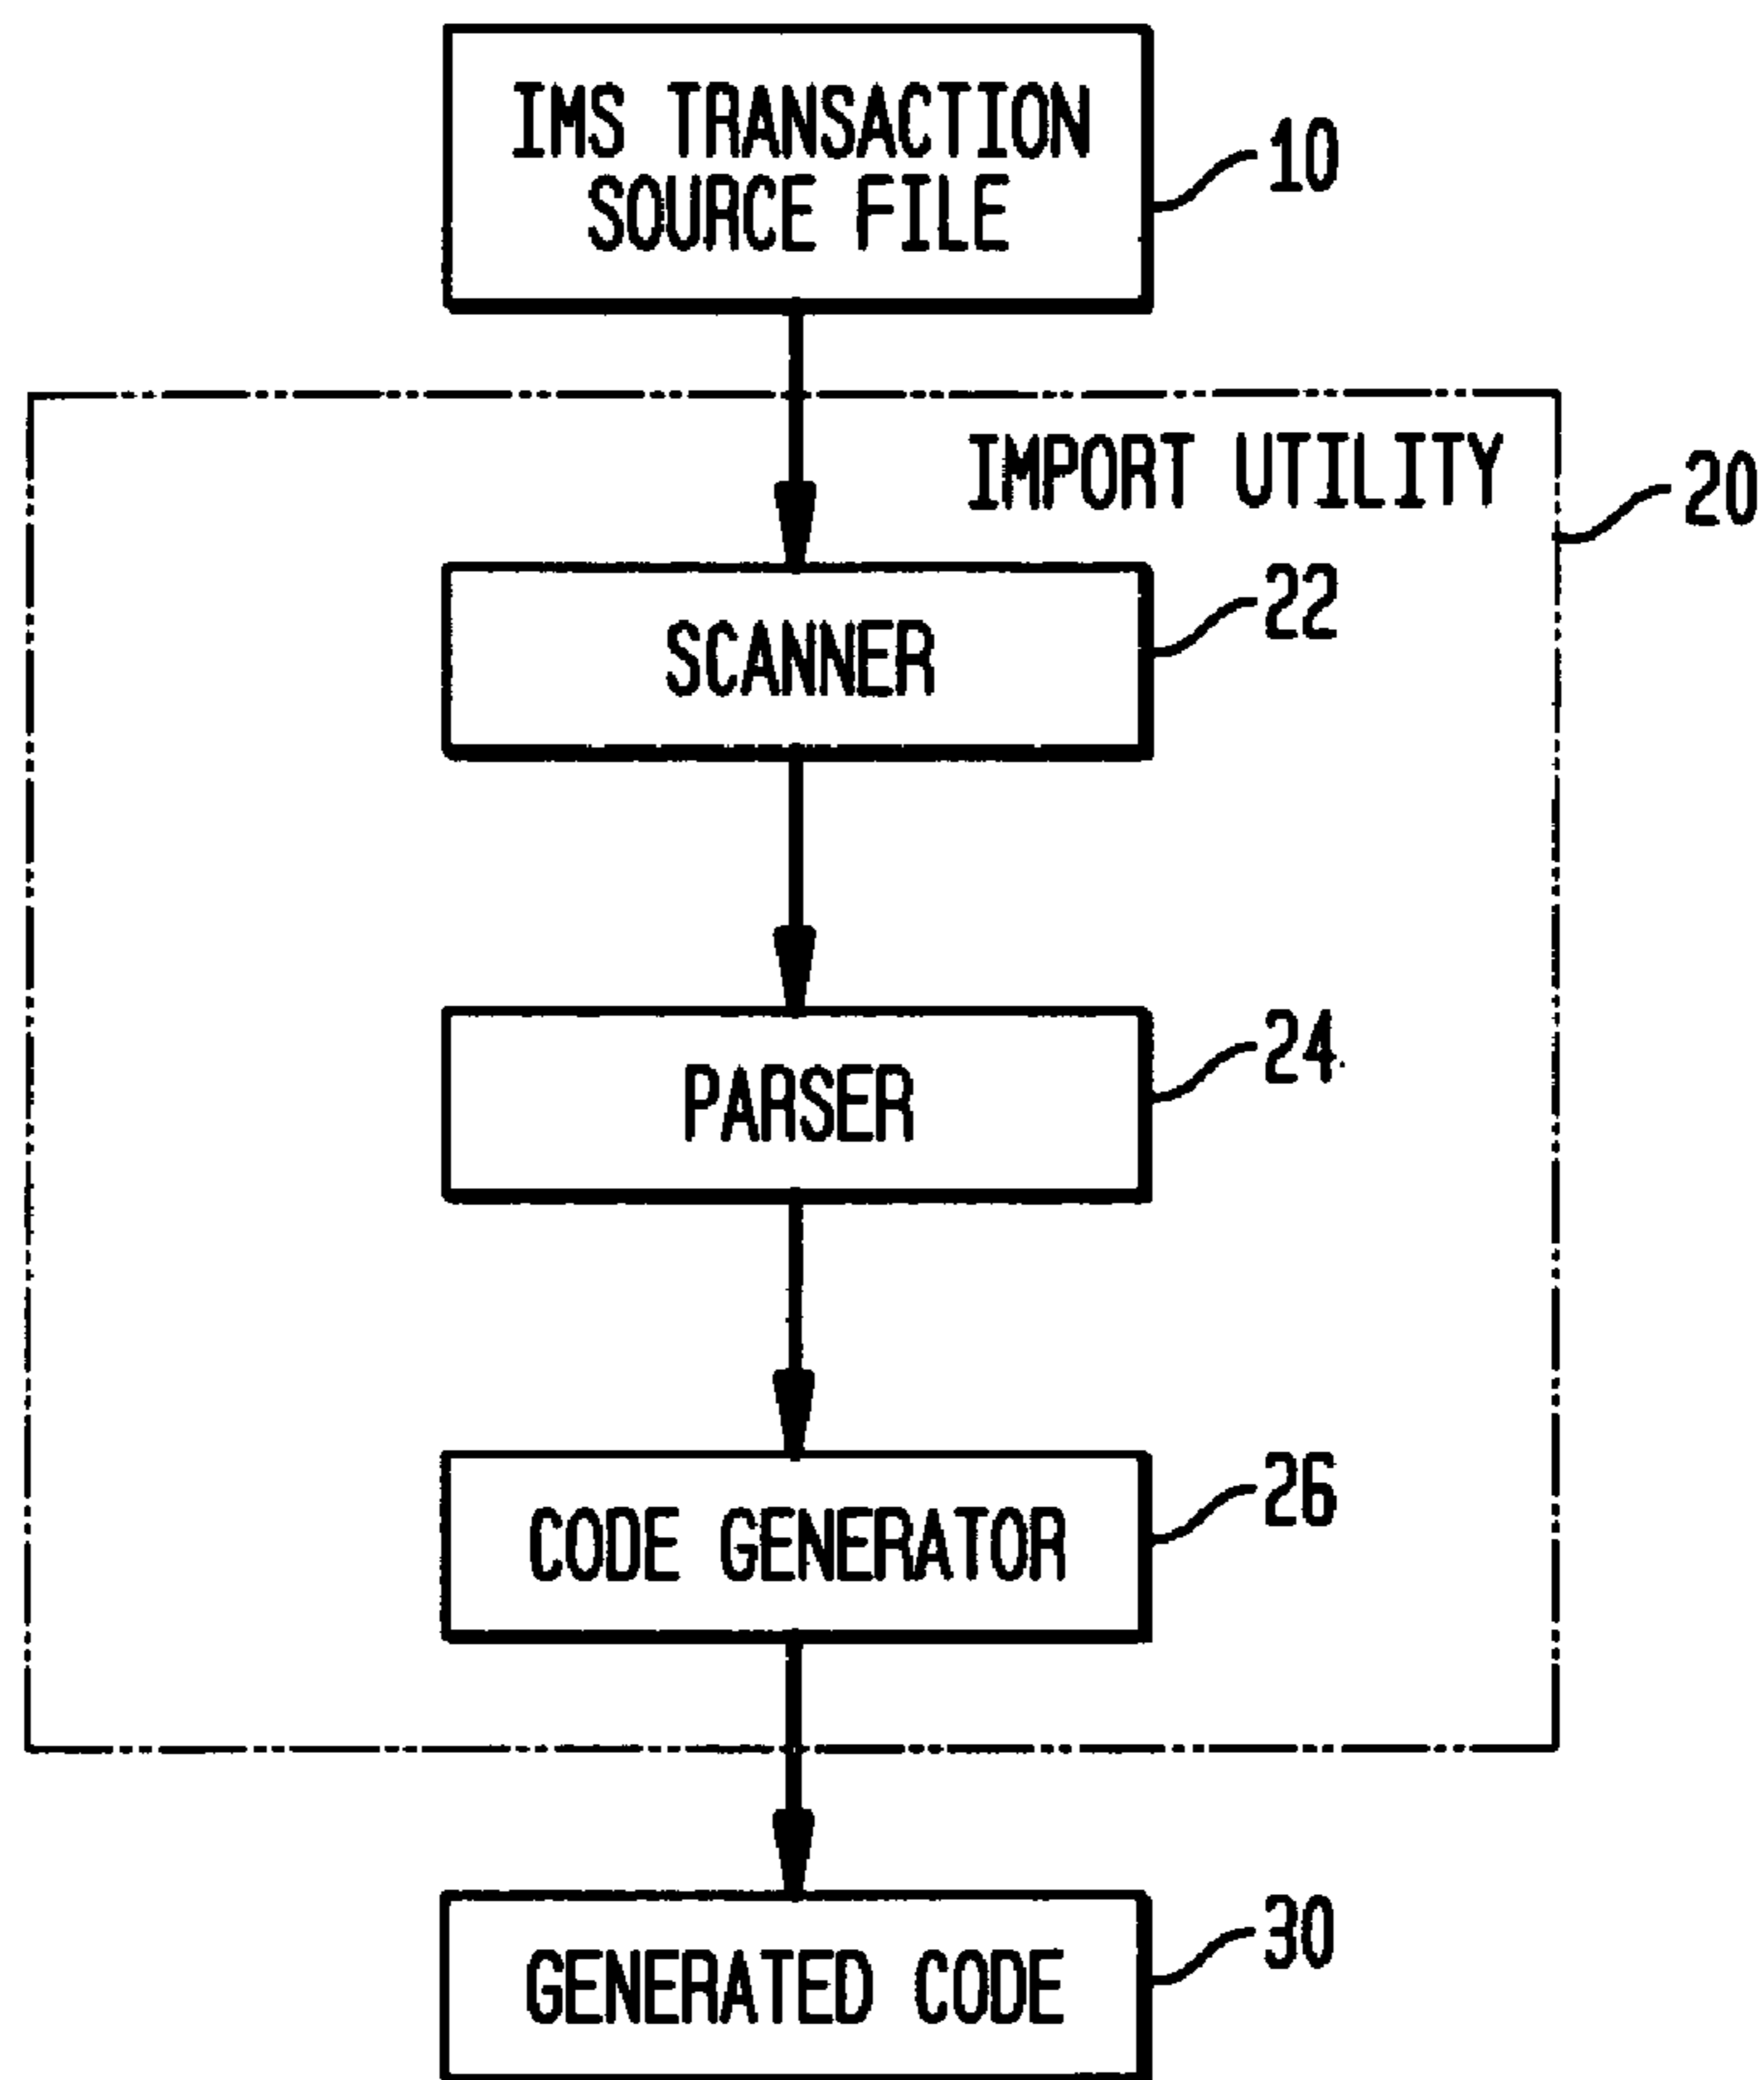 IMS TRANSACTION
SOURCE FILE
10
IMPORT UTILITY
20
SCANNER
22
PARSER
24
CODE GENERATOR
26
GENERATED CODE
30